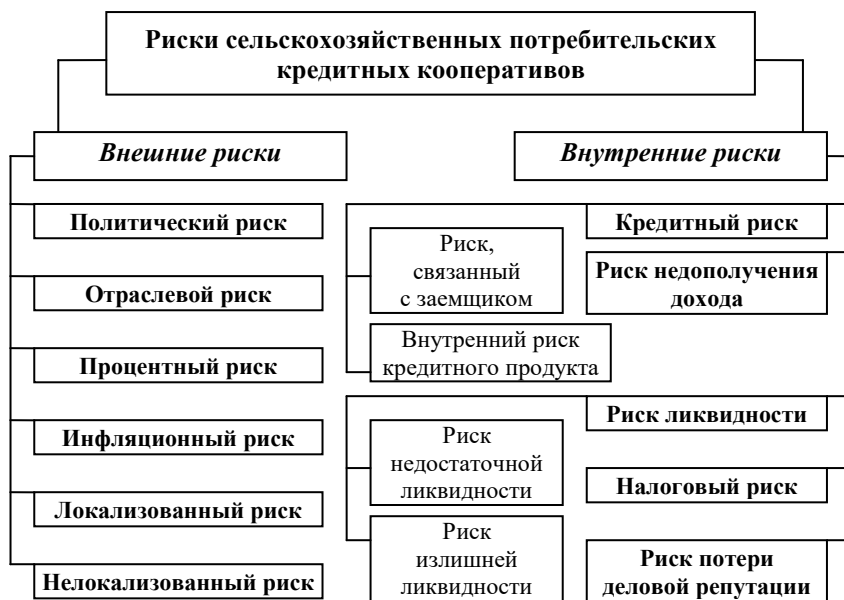 Риски сельскохозяйственных потребительских
кредитных кооперативов
Внешние риски
Политический риск
Отраслевой риск
Процентный риск
Инфляционный риск
Локализованный риск
Нелокализованный риск
Внутренние риски
Кредитный риск
Риск,
связанный
с заемщиком
Внутренний риск
кредитного продукта
Риск недополучения
дохода
Риск ликвидности
Риск
недостаточной
ликвидности
Риск
излишней
ликвидности
Налоговый риск
Риск потери
деловой репутации